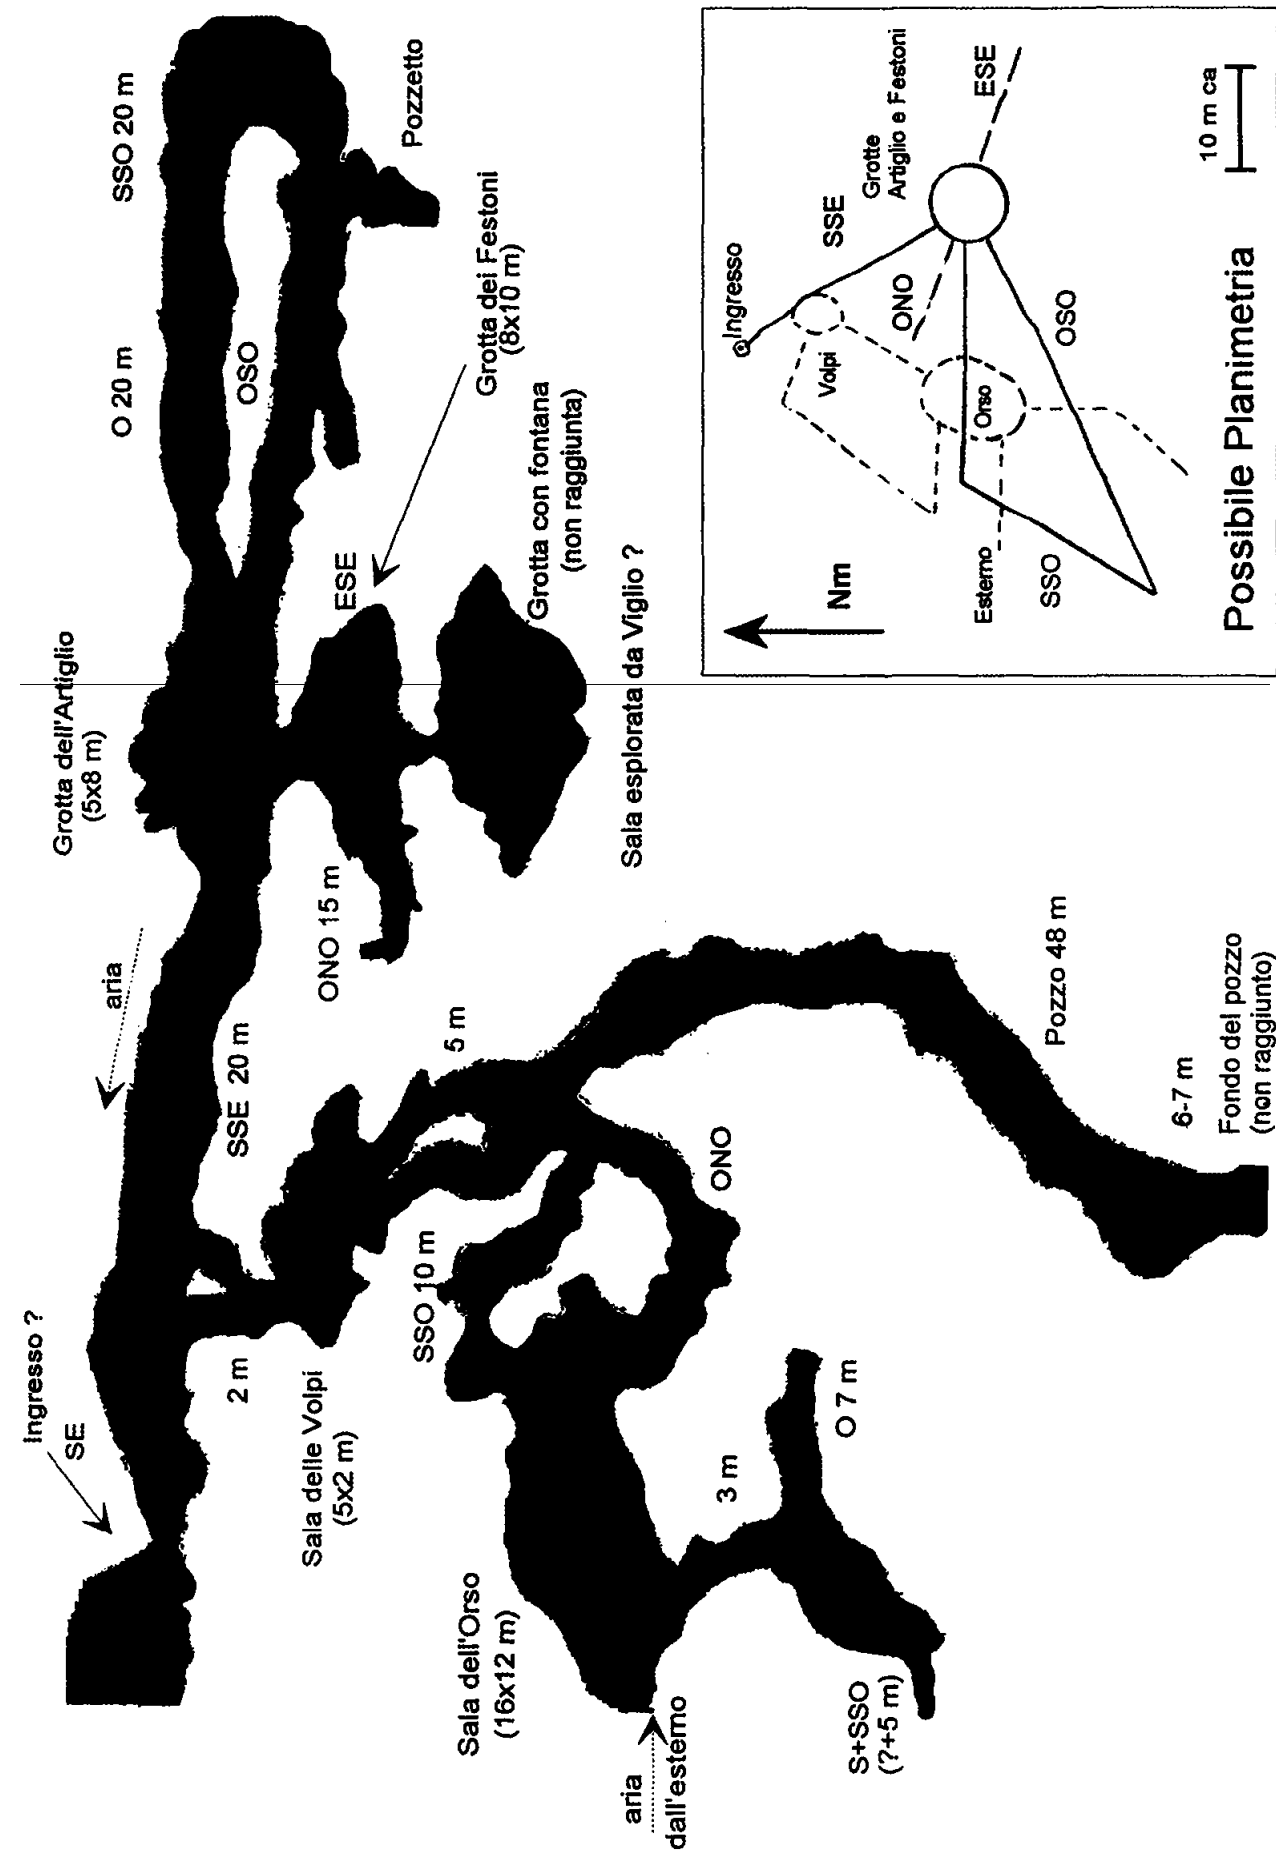 Ingresso ?
SE
aria
Grotta dell'Artiglio
(5x8 m)
O 20 m
SSO 20 m
OSO
Pozzetto
2 m
SSE 20 m
ONO 15 m
ESE
Grotta dei Festoni
(8x10 m)
Grotta con fontana
(non raggiunta)
Sala esplorata da Viglio ?
Sala delle Volpi
(5x2 m)
5 m
SSO 10 m
ONO
Pozzo 48 m
6-7 m
Fondo del pozzo
(non raggiunto)
Sala dell'Orso
(16x12 m)
3 m
O 7 m
S+SSO
(?+5 m)
aria
dall'esterno
Nm
Ingresso
SSE
Grotte
Artiglio e Festoni
ESE
Volpi
ONO
Orso
OSO
Esterno
SSO
10 m ca
Possibile Planimetria